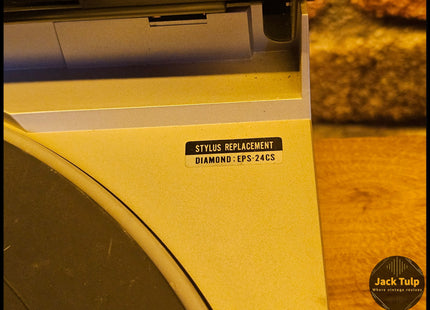 STYLUS REPLACEMENT
DIAMOND: EPS-24CS
Jack Tulp
Where vintage revives